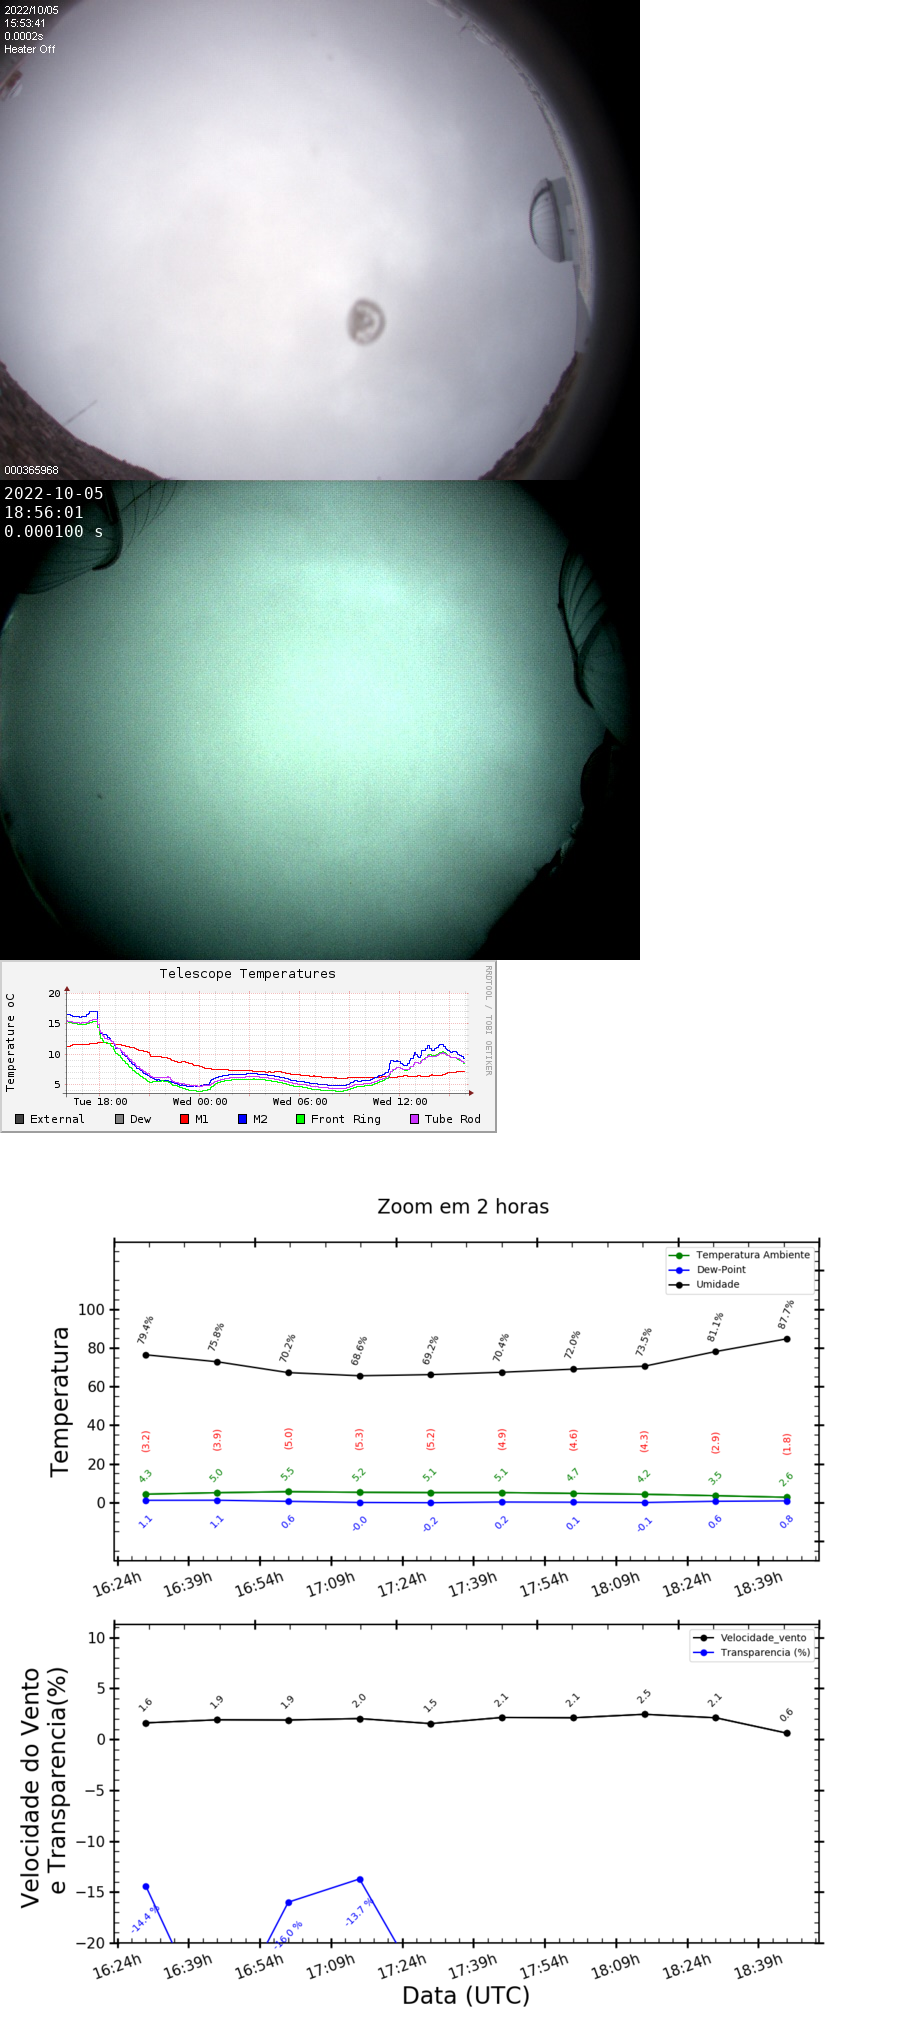 2022/10/05
15:53:41
0.0002s
Heater Off
000365968
2022-10-05
18:56:01
0.000100 s
Telescope Temperatures
RRDTOOL / TOBI OETIKER
Temperature oC
20
15
10
5
Tue 18:00 Wed 00:00 Wed 06:00 Wed 12:00
External Dew M1 M2 Front Ring Tube Rod
Zoom em 2 horas
Temperatura Ambiente
Dew-Point
Umidade
Temperatura
100
80
60
40
20
0
79.4% 75.8% 70.2% 68.6% 69.2% 70.4% 72.0% 73.5% 81.1% 87.7%
(3.2) (3.9) (5.0) (5.3) (5.2) (4.9) (4.6) (4.3) (2.9) (1.8)
4.3 5.0 5.5 5.2 5.1 5.1 4.7 4.2 3.5 2.6
1.1 1.1 0.6 -0.0 -0.2 0.2 0.1 -0.1 0.6 0.8
16:24h 16:39h 16:54h 17:09h 17:24h 17:39h 17:54h 18:09h 18:24h 18:39h
Velocidade_vento
Transparencia (%)
Velocidade do Vento
e Transparencia(%)
10
5
0
−5
−10
−15
−20
1.6 1.9 1.9 2.0 1.5 2.1 2.1 2.5 2.1 0.6
-14.4 % -16.0 % -13.7 %
16:24h 16:39h 16:54h 17:09h 17:24h 17:39h 17:54h 18:09h 18:24h 18:39h
Data (UTC)